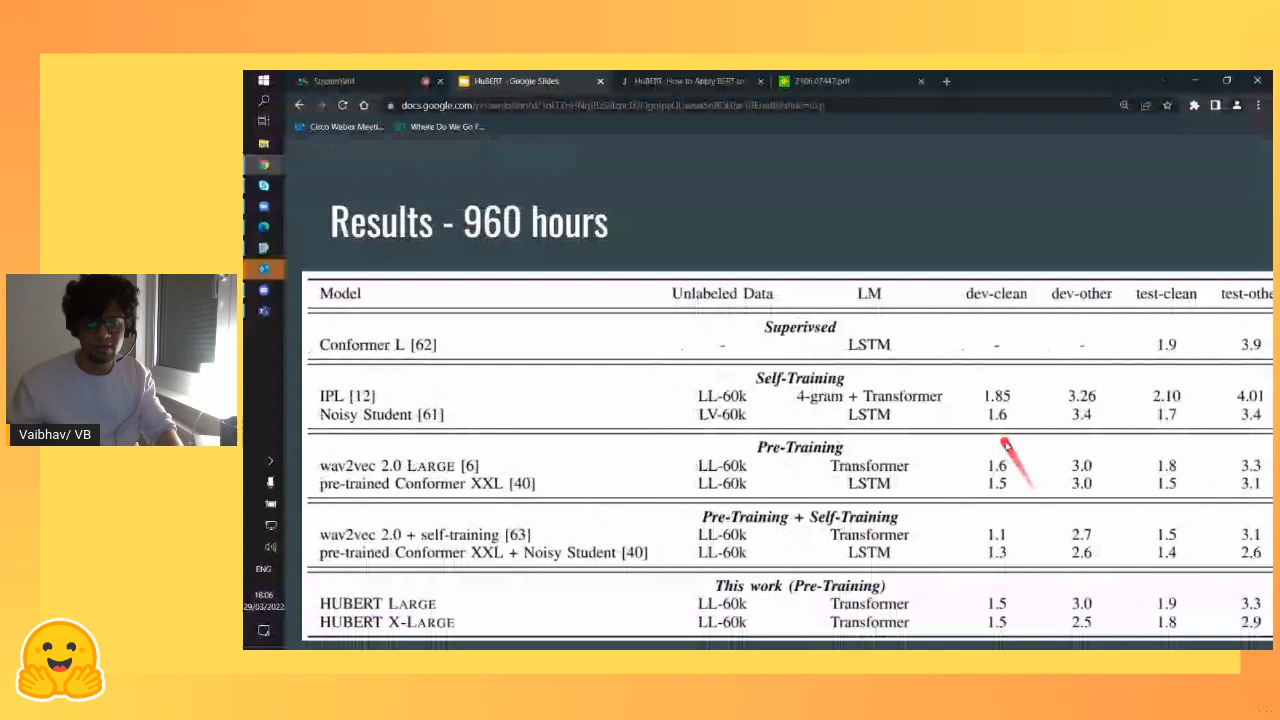 StreamYard
HuBERT - Google Slides
HuBERT: How to Apply BERT to
2106.07447.pdf
docs.google.com
Cisco Webex Meeti...
Where Do We Go F...
Results - 960 hours
Model Unlabeled Data LM dev-clean dev-other test-clean test-othe
Superivsed
Conformer L [62] - LSTM - - 1.9 3.9
Self-Training
IPL [12] LL-60k 4-gram + Transformer 1.85 3.26 2.10 4.01
Noisy Student [61] LV-60k LSTM 1.6 3.4 1.7 3.4
Pre-Training
wav2vec 2.0 LARGE [6] LL-60k Transformer 1.6 3.0 1.8 3.3
pre-trained Conformer XXL [40] LL-60k LSTM 1.5 3.0 1.5 3.1
Pre-Training + Self-Training
wav2vec 2.0 + self-training [63] LL-60k Transformer 1.1 2.7 1.5 3.1
pre-trained Conformer XXL + Noisy Student [40] LL-60k LSTM 1.3 2.6 1.4 2.6
This work (Pre-Training)
HUBERT LARGE LL-60k Transformer 1.5 3.0 1.9 3.3
HUBERT X-LARGE LL-60k Transformer 1.5 2.5 1.8 2.9
Vaibhav/ VB
ENG
18:06
29/03/2022